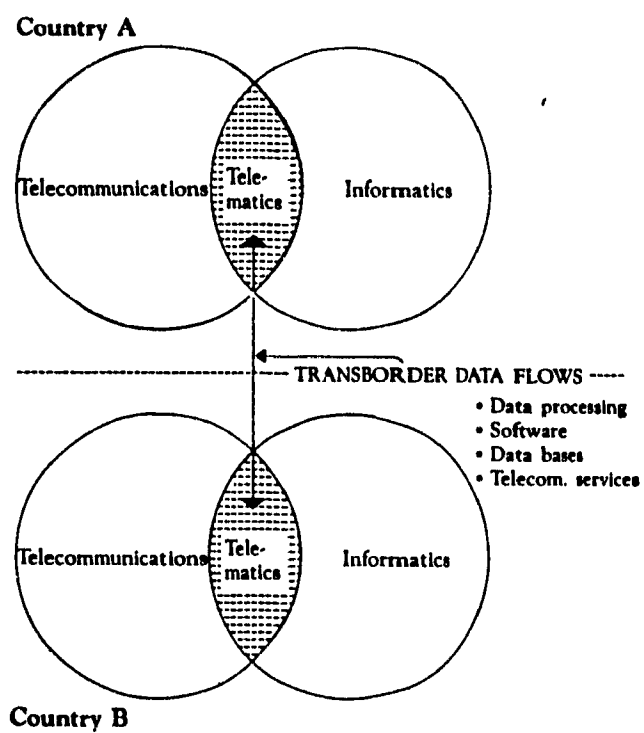 Country A
Telecommunications
Tele-
matics
Informatics
TRANSBORDER DATA FLOWS
• Data processing
• Software
• Data bases
• Telecom. services
Telecommunications
Tele-
matics
Informatics
Country B